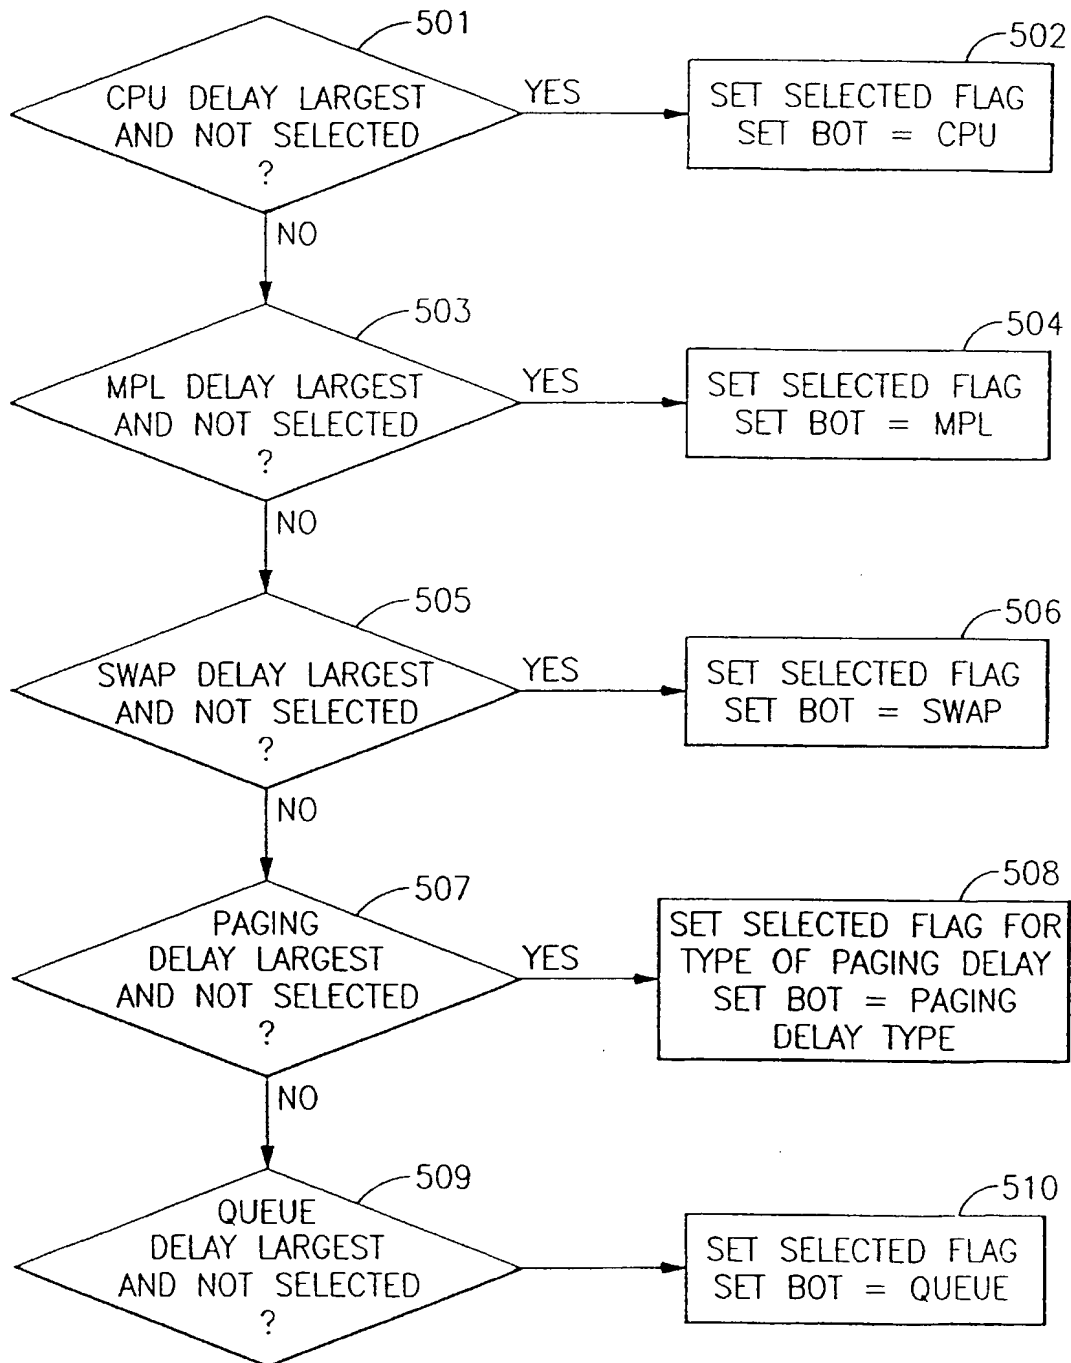 501
CPU DELAY LARGEST
AND NOT SELECTED
?
YES
502
SET SELECTED FLAG
SET BOT = CPU
NO
503
MPL DELAY LARGEST
AND NOT SELECTED
?
YES
504
SET SELECTED FLAG
SET BOT = MPL
NO
505
SWAP DELAY LARGEST
AND NOT SELECTED
?
YES
506
SET SELECTED FLAG
SET BOT = SWAP
NO
507
PAGING
DELAY LARGEST
AND NOT SELECTED
?
YES
508
SET SELECTED FLAG FOR
TYPE OF PAGING DELAY
SET BOT = PAGING
DELAY TYPE
NO
509
QUEUE
DELAY LARGEST
AND NOT SELECTED
?
510
SET SELECTED FLAG
SET BOT = QUEUE